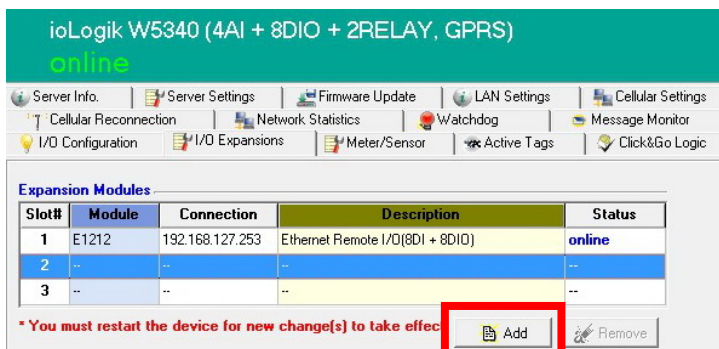 ioLogik W5340 (4AI + 8DIO + 2RELAY, GPRS)
online
Server Info. Server Settings Firmware Update LAN Settings Cellular Settings
Cellular Reconnection Network Statistics Watchdog Message Monitor
I/O Configuration I/O Expansions Meter/Sensor Active Tags Click&Go Logic
Expansion Modules
Slot# Module Connection Description Status
1 E1212 192.168.127.253 Ethernet Remote I/O(8DI + 8DIO) online
2 -- -- -- --
3 -- -- -- --
* You must restart the device for new change(s) to take effec Add Remove